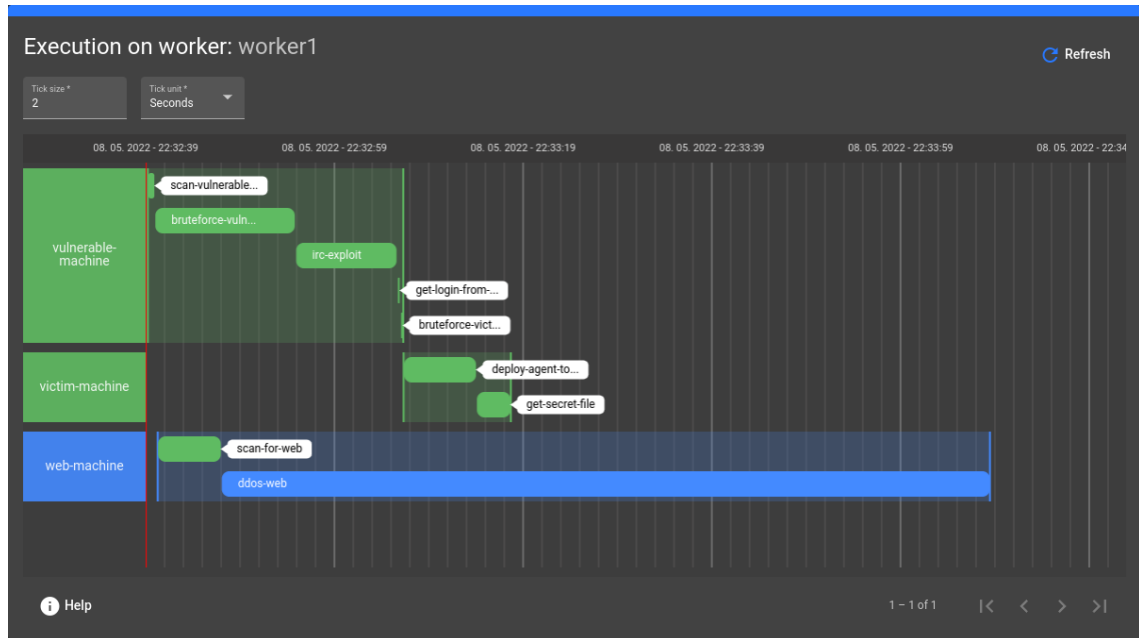 Execution on worker: worker1
Refresh
Tick size *
2
Tick unit *
Seconds
08. 05. 2022 - 22:32:39
08. 05. 2022 - 22:32:59
08. 05. 2022 - 22:33:19
08. 05. 2022 - 22:33:39
08. 05. 2022 - 22:33:59
08. 05. 2022 - 22:34
vulnerable-
machine
scan-vulnerable...
bruteforce-vuln...
irc-exploit
get-login-from-...
bruteforce-vict...
victim-machine
deploy-agent-to...
get-secret-file
web-machine
scan-for-web
ddos-web
Help
1 – 1 of 1